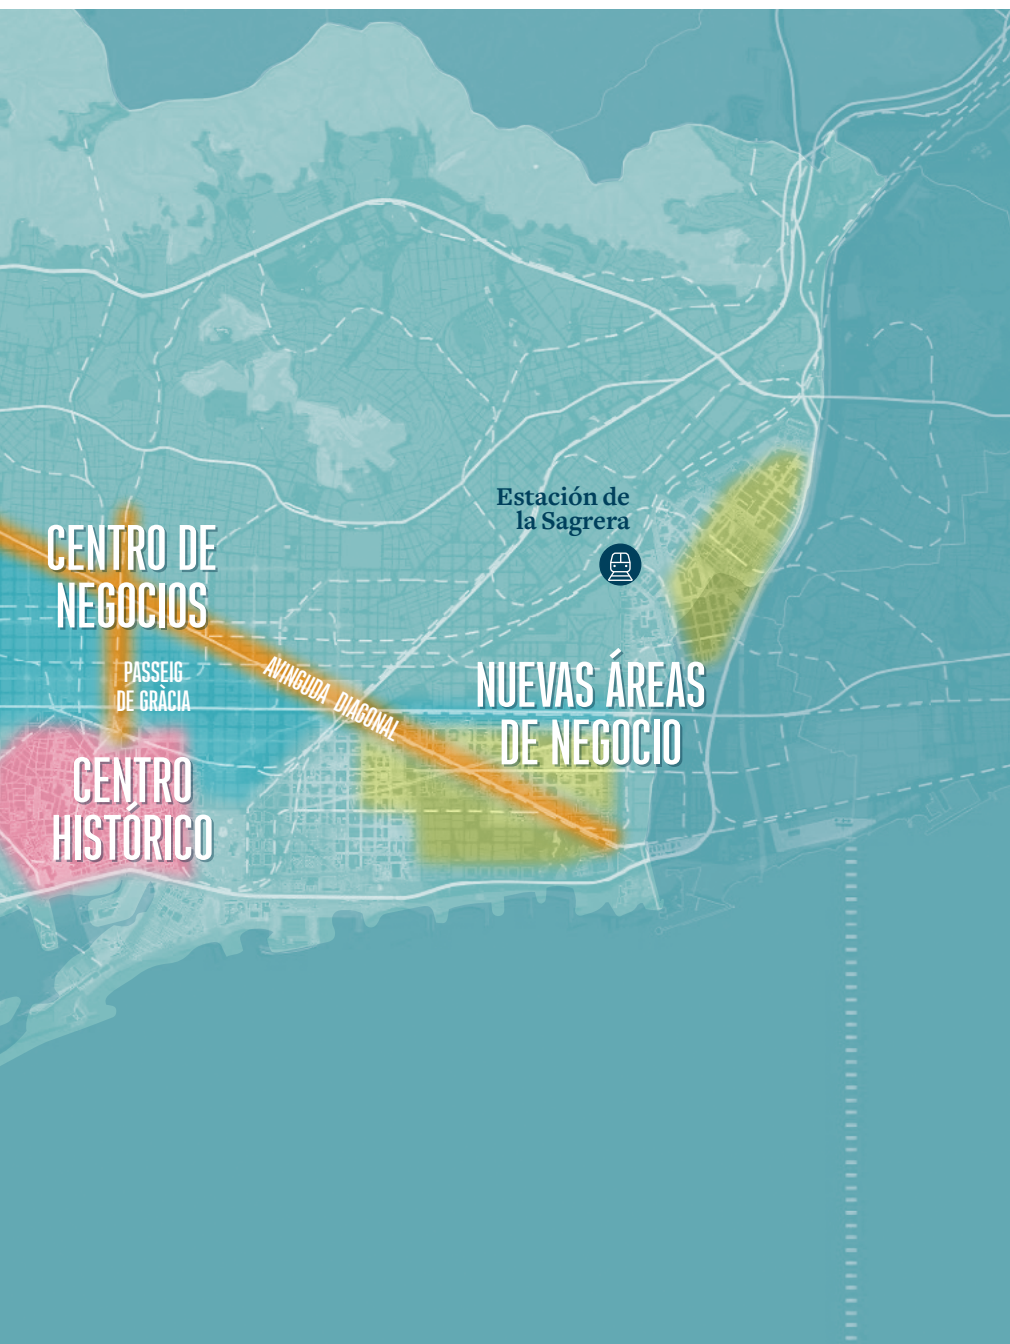 Estación de
la Sagrera
CENTRO DE
NEGOCIOS
PASSEIG
DE GRÀCIA
AVINGUDA DIAGONAL
NUEVAS ÁREAS
DE NEGOCIO
CENTRO
HISTÓRICO